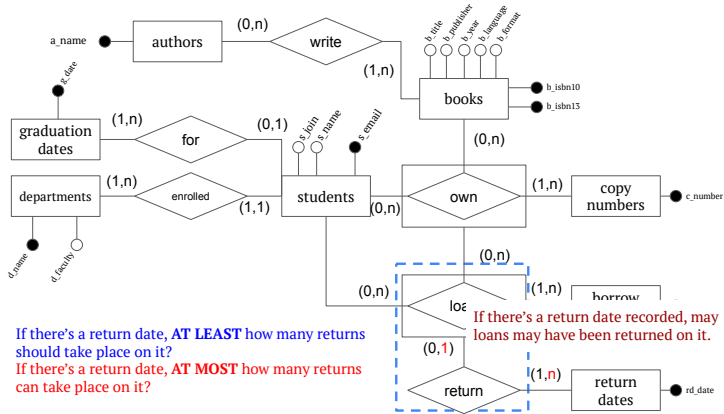 b_title
b_publisher
b_year
b_language
b_format
(0,n)
a_name
authors
write
(1,n)
g_date
books
b_isbn10
b_isbn13
graduation
dates
(1,n)
for
(0,1)
s_join
s_name
s_email
(0,n)
departments
(1,n)
enrolled
(1,1)
students
(0,n)
own
(1,n)
copy
numbers
c_number
d_name
d_faculty
(0,n)
(0,n)
(1,n)
If there's a return date recorded, may
loans may have been returned on it.
If there's a return date, AT LEAST how many returns
should take place on it?
If there's a return date, AT MOST how many returns
can take place on it?
(0,1)
return
(1,n)
return
dates
rd_date